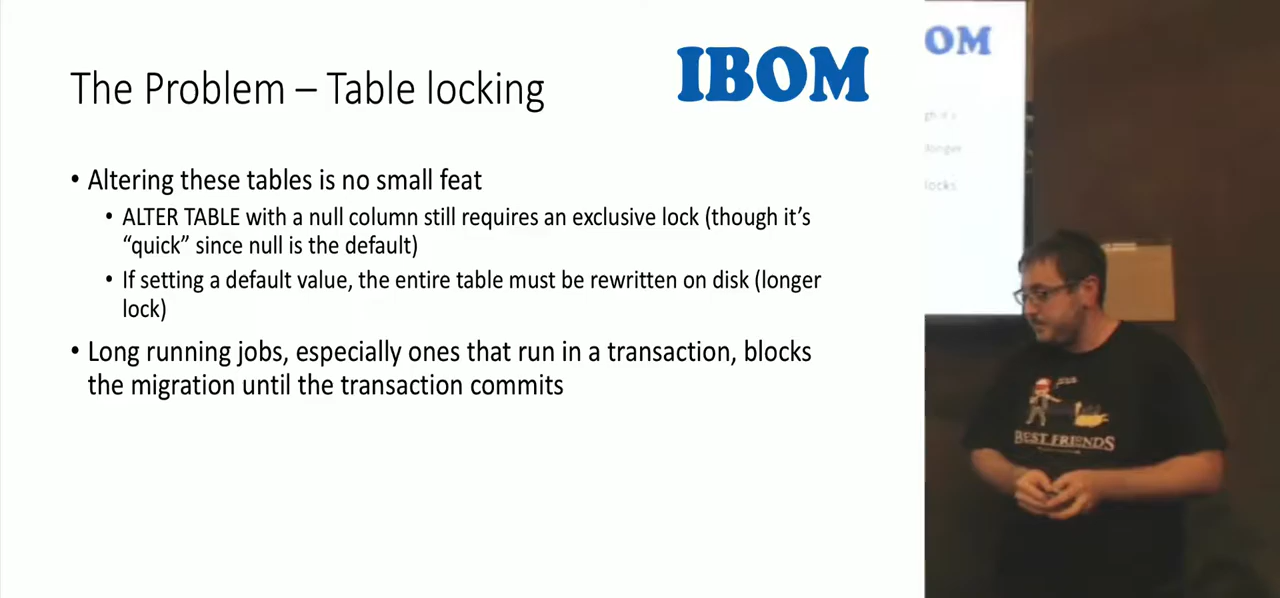 The Problem – Table locking
IBOM
• Altering these tables is no small feat
• ALTER TABLE with a null column still requires an exclusive lock (though it’s
“quick” since null is the default)
• If setting a default value, the entire table must be rewritten on disk (longer
lock)
• Long running jobs, especially ones that run in a transaction, blocks
the migration until the transaction commits
OM
gh it's
longer
locks
BEST FRIENDS